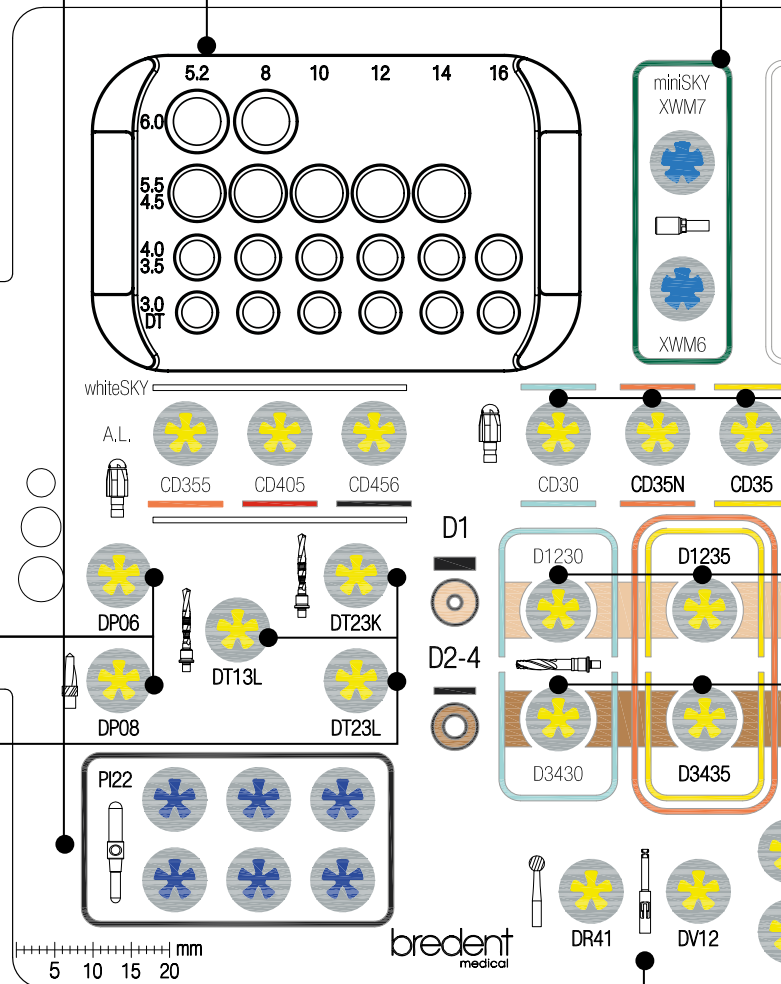 5.2 8 10 12 14 16
6.0
5.5
4.5
4.0
3.5
3.0
DT
miniSKY
XWM7
XWM6
whiteSKY
A.L.
CD355 CD405 CD456
CD30 CD35N CD35
D1
D1230 D1235
DP06 DT23K
DT13L
D2-4
DP08 DT23L
D3430 D3435
PI22
DR41 DV12
bredent
medical
mm
5 10 15 20